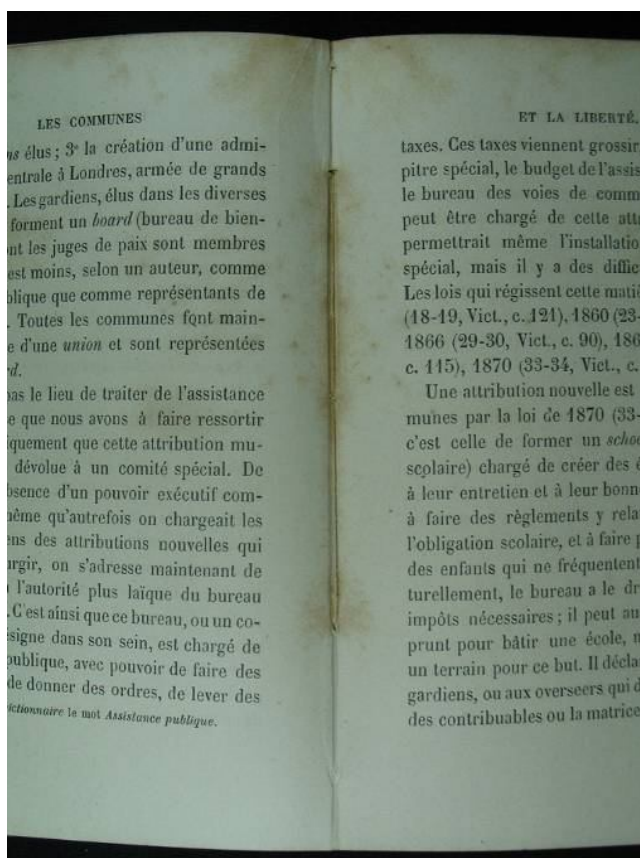 LES COMMUNES
élus ; 3° la création d'une admi-
entrale à Londres, armée de grands
. Les gardiens, élus dans les diverses
forment un board (bureau de bien-
nt les juges de paix sont membres
est moins, selon un auteur, comme
blique que comme représentants de
. Toutes les communes font main-
e d'une union et sont représentées
rd.
pas le lieu de traiter de l'assistance
e que nous avons à faire ressortir
iquement que cette attribution mu-
dévolue à un comité spécial. De
bsence d'un pouvoir exécutif com-
même qu'autrefois on chargeait les
ens des attributions nouvelles qui
urgir, on s'adresse maintenant de
l'autorité plus laïque du bureau
. C'est ainsi que ce bureau, ou un co-
signe dans son sein, est chargé de
publique, avec pouvoir de faire des
de donner des ordres, de lever des
ictionnaire le mot Assistance publique.
ET LA LIBERTÉ.
taxes. Ces taxes viennent grossir
pitre spécial, le budget de l'assis
le bureau des voies de comm
peut être chargé de cette att
permettrait même l'installatio
spécial, mais il y a des diffic
Les lois qui régissent cette mati
(18-19, Vict., c. 121), 1860 (23-
1866 (29-30, Vict., c. 90), 186
c. 115), 1870 (33-34, Vict., c.
Une attribution nouvelle est
munes par la loi de 1870 (33-
c'est celle de former un schoo
scolaire) chargé de créer des é
à leur entretien et à leur bonn
à faire des règlements y rela
l'obligation scolaire, et à faire p
des enfants qui ne fréquentent
turellement, le bureau a le dr
impôts nécessaires ; il peut au
prunt pour bâtir une école, m
un terrain pour ce but. Il décla
gardiens, ou aux overseers qui d
des contribuables ou la matrice